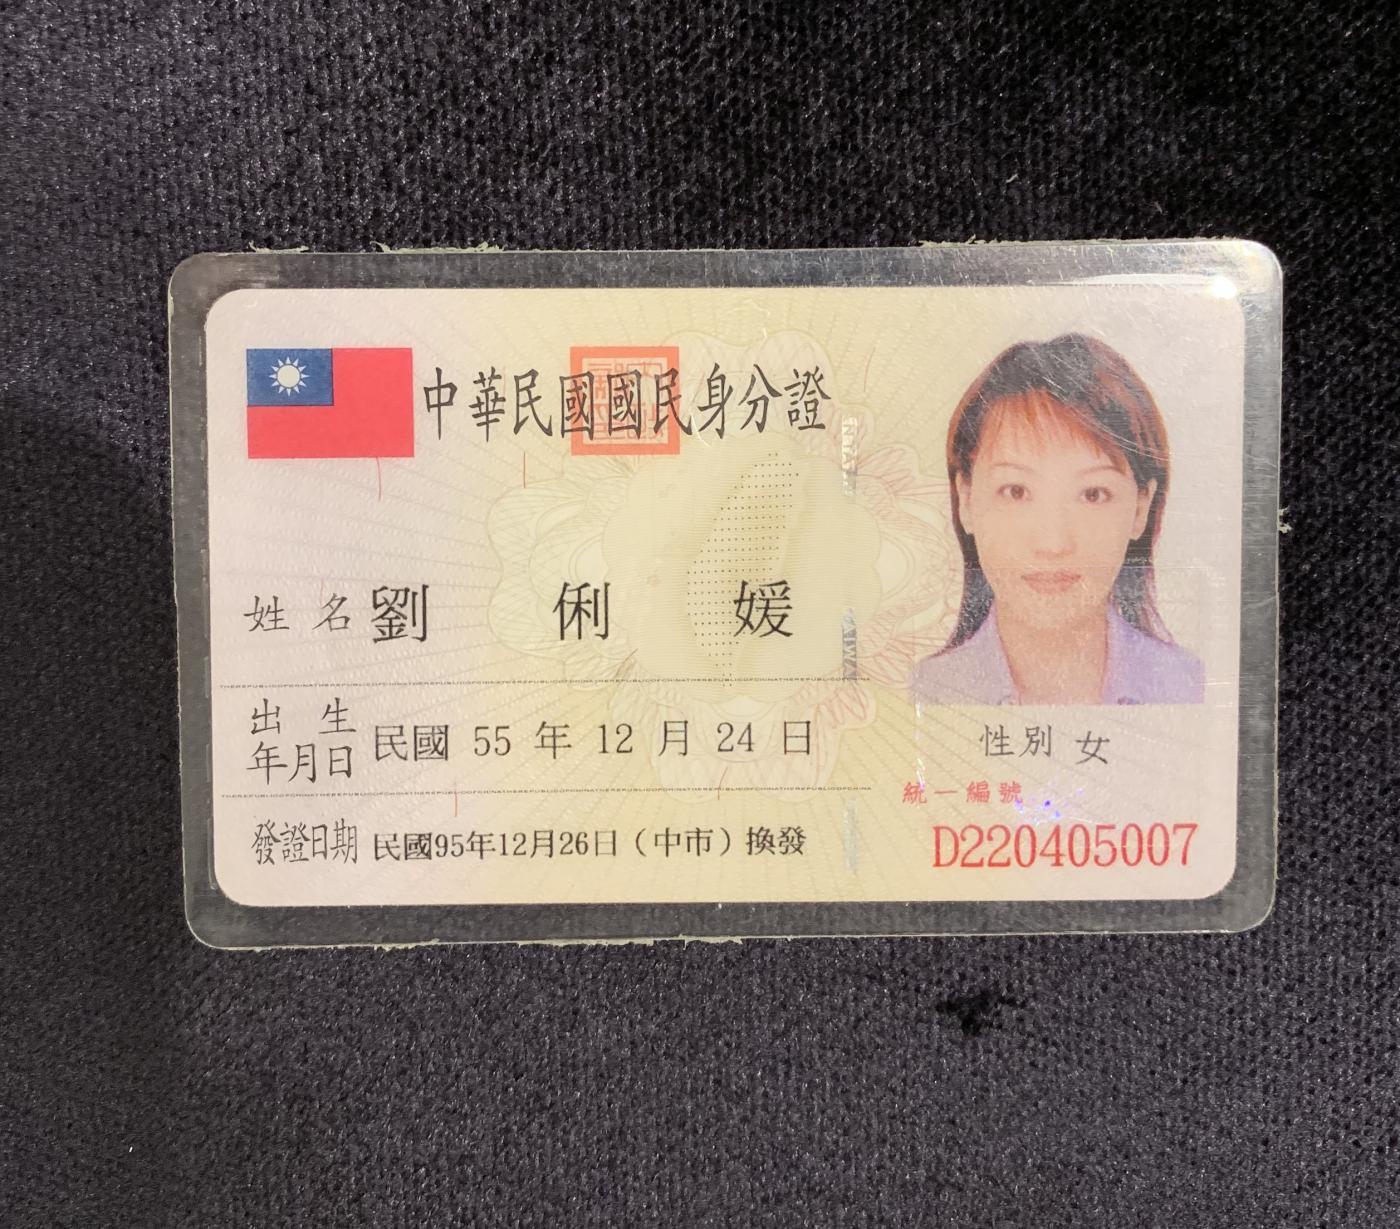 中華民國國民身分證
姓名 劉俐媛
出生年月日 民國 55 年 12 月 24 日
性別 女
統一編號
D220405007
發證日期 民國95年12月26日（中市）換發